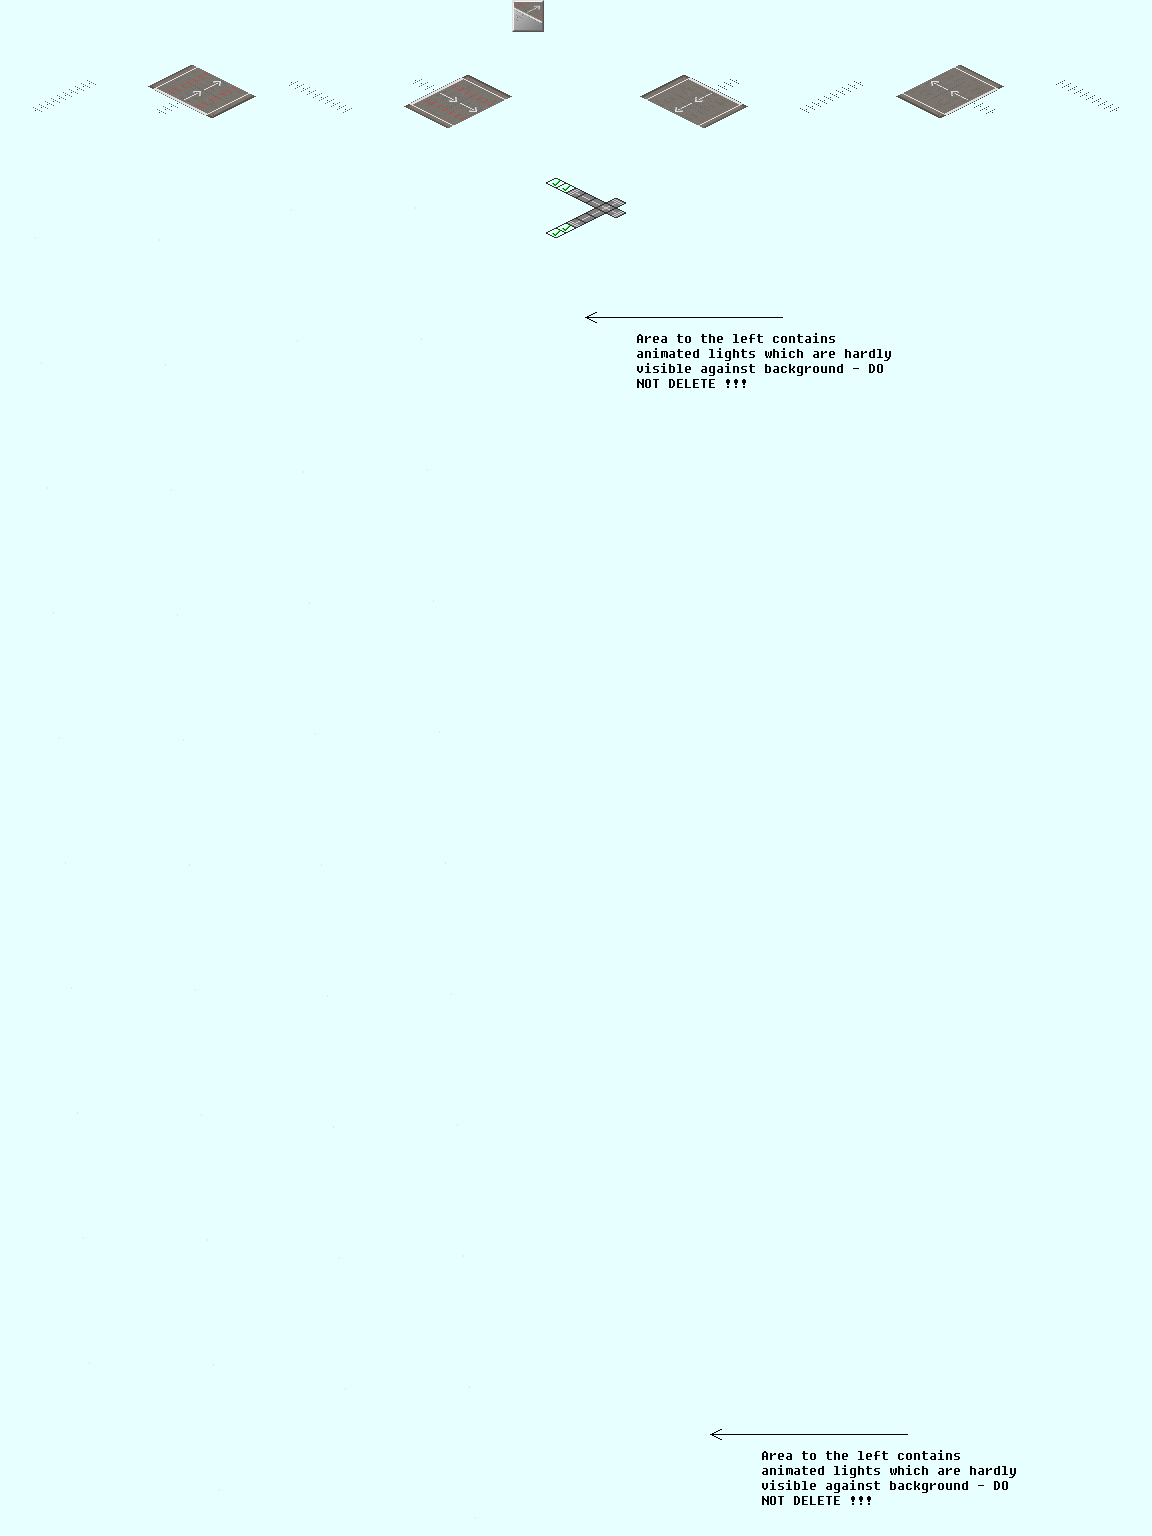 Area to the left contains
animated lights which are hardly
visible against background - DO
NOT DELETE !!!
Area to the left contains
animated lights which are hardly
visible against background - DO
NOT DELETE !!!